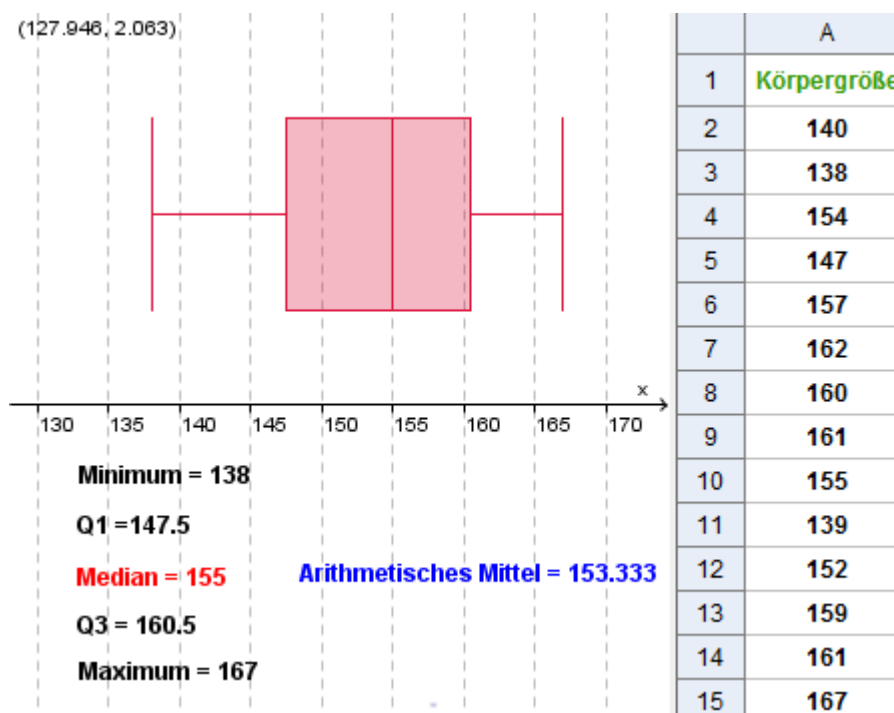 (127.946, 2.063)
x
130 135 140 145 150 155 160 165 170
Minimum = 138
Q1 =147.5
Median = 155
Arithmetisches Mittel = 153.333
Q3 = 160.5
Maximum = 167
A
1 Körpergröße
2 140
3 138
4 154
5 147
6 157
7 162
8 160
9 161
10 155
11 139
12 152
13 159
14 161
15 167